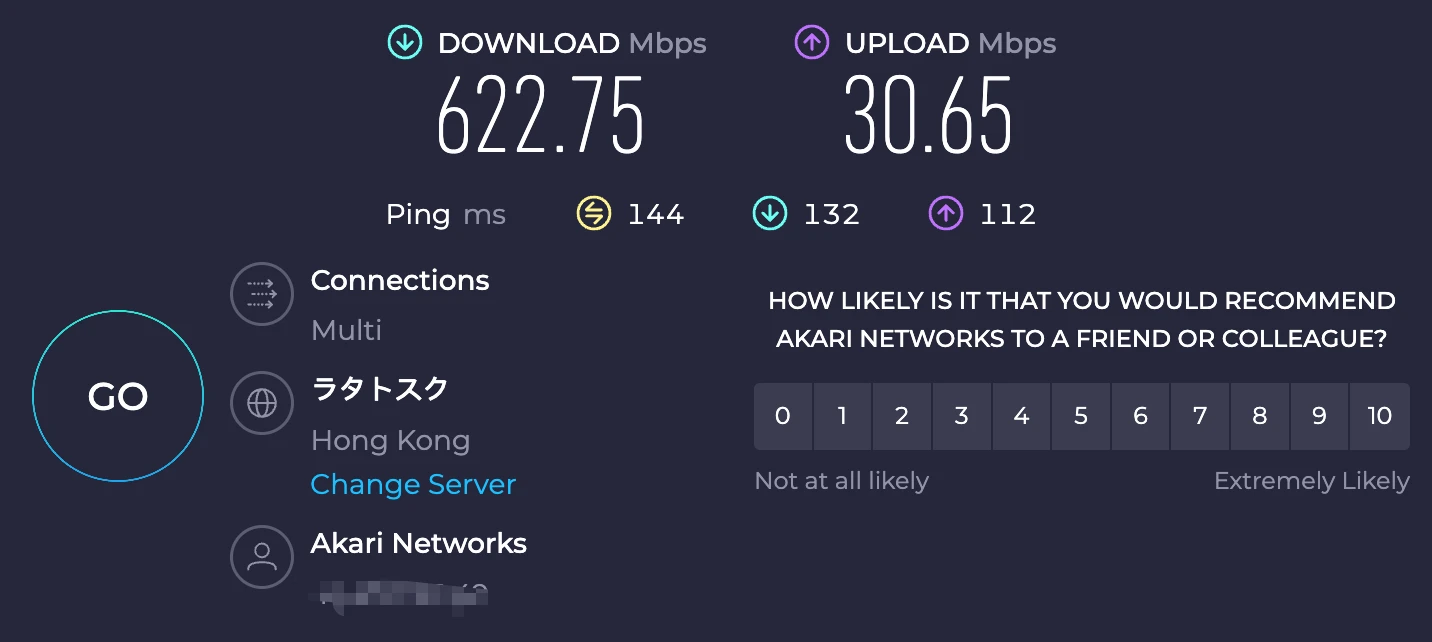 DOWNLOAD Mbps
622.75
UPLOAD Mbps
30.65
Ping ms 144 132 112
Connections
Multi
GO
ラタトスク
Hong Kong
Change Server
Akari Networks
HOW LIKELY IS IT THAT YOU WOULD RECOMMEND
AKARI NETWORKS TO A FRIEND OR COLLEAGUE?
0 1 2 3 4 5 6 7 8 9 10
Not at all likely
Extremely Likely